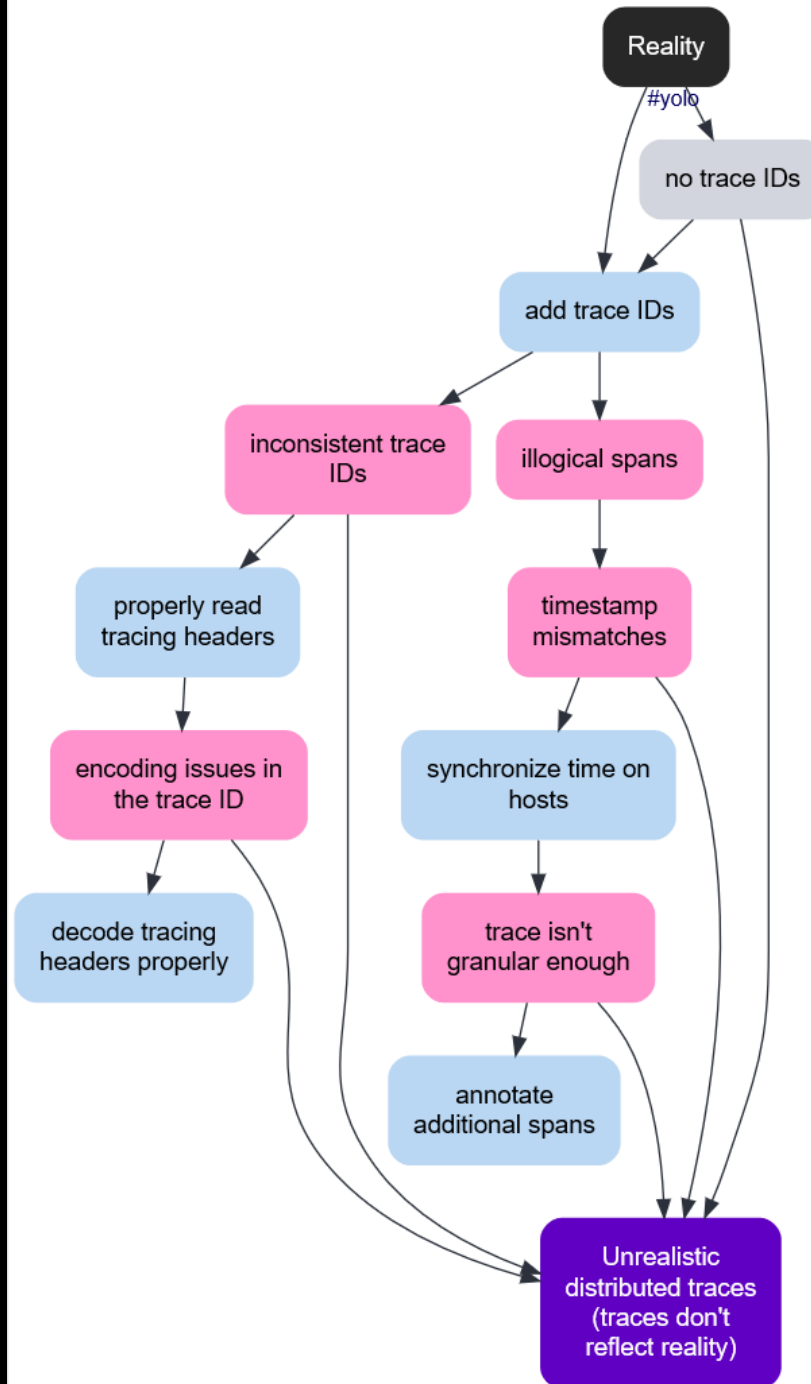 Reality
#yolo
no trace IDs
add trace IDs
inconsistent trace
IDs
illogical spans
properly read
tracing headers
timestamp
mismatches
encoding issues in
the trace ID
synchronize time on
hosts
decode tracing
headers properly
trace isn't
granular enough
annotate
additional spans
Unrealistic
distributed traces
(traces don't
reflect reality)